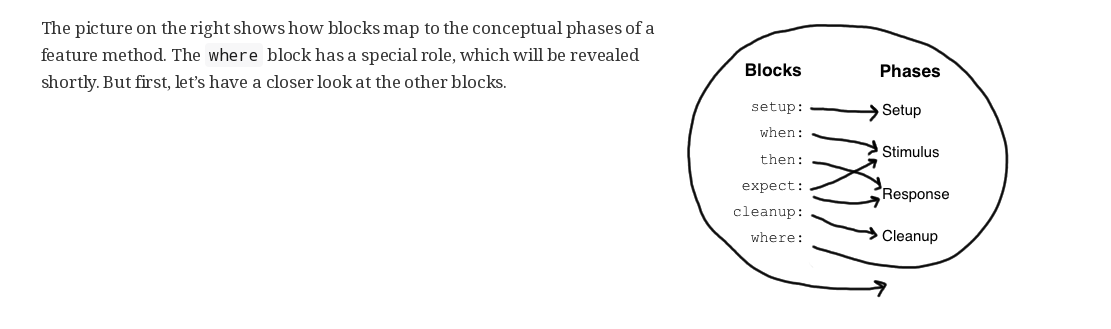 The picture on the right shows how blocks map to the conceptual phases of a
feature method. The where block has a special role, which will be revealed
shortly. But first, let’s have a closer look at the other blocks.
Blocks Phases
setup: Setup
when:
Stimulus
then:
expect:
Response
cleanup:
Cleanup
where: